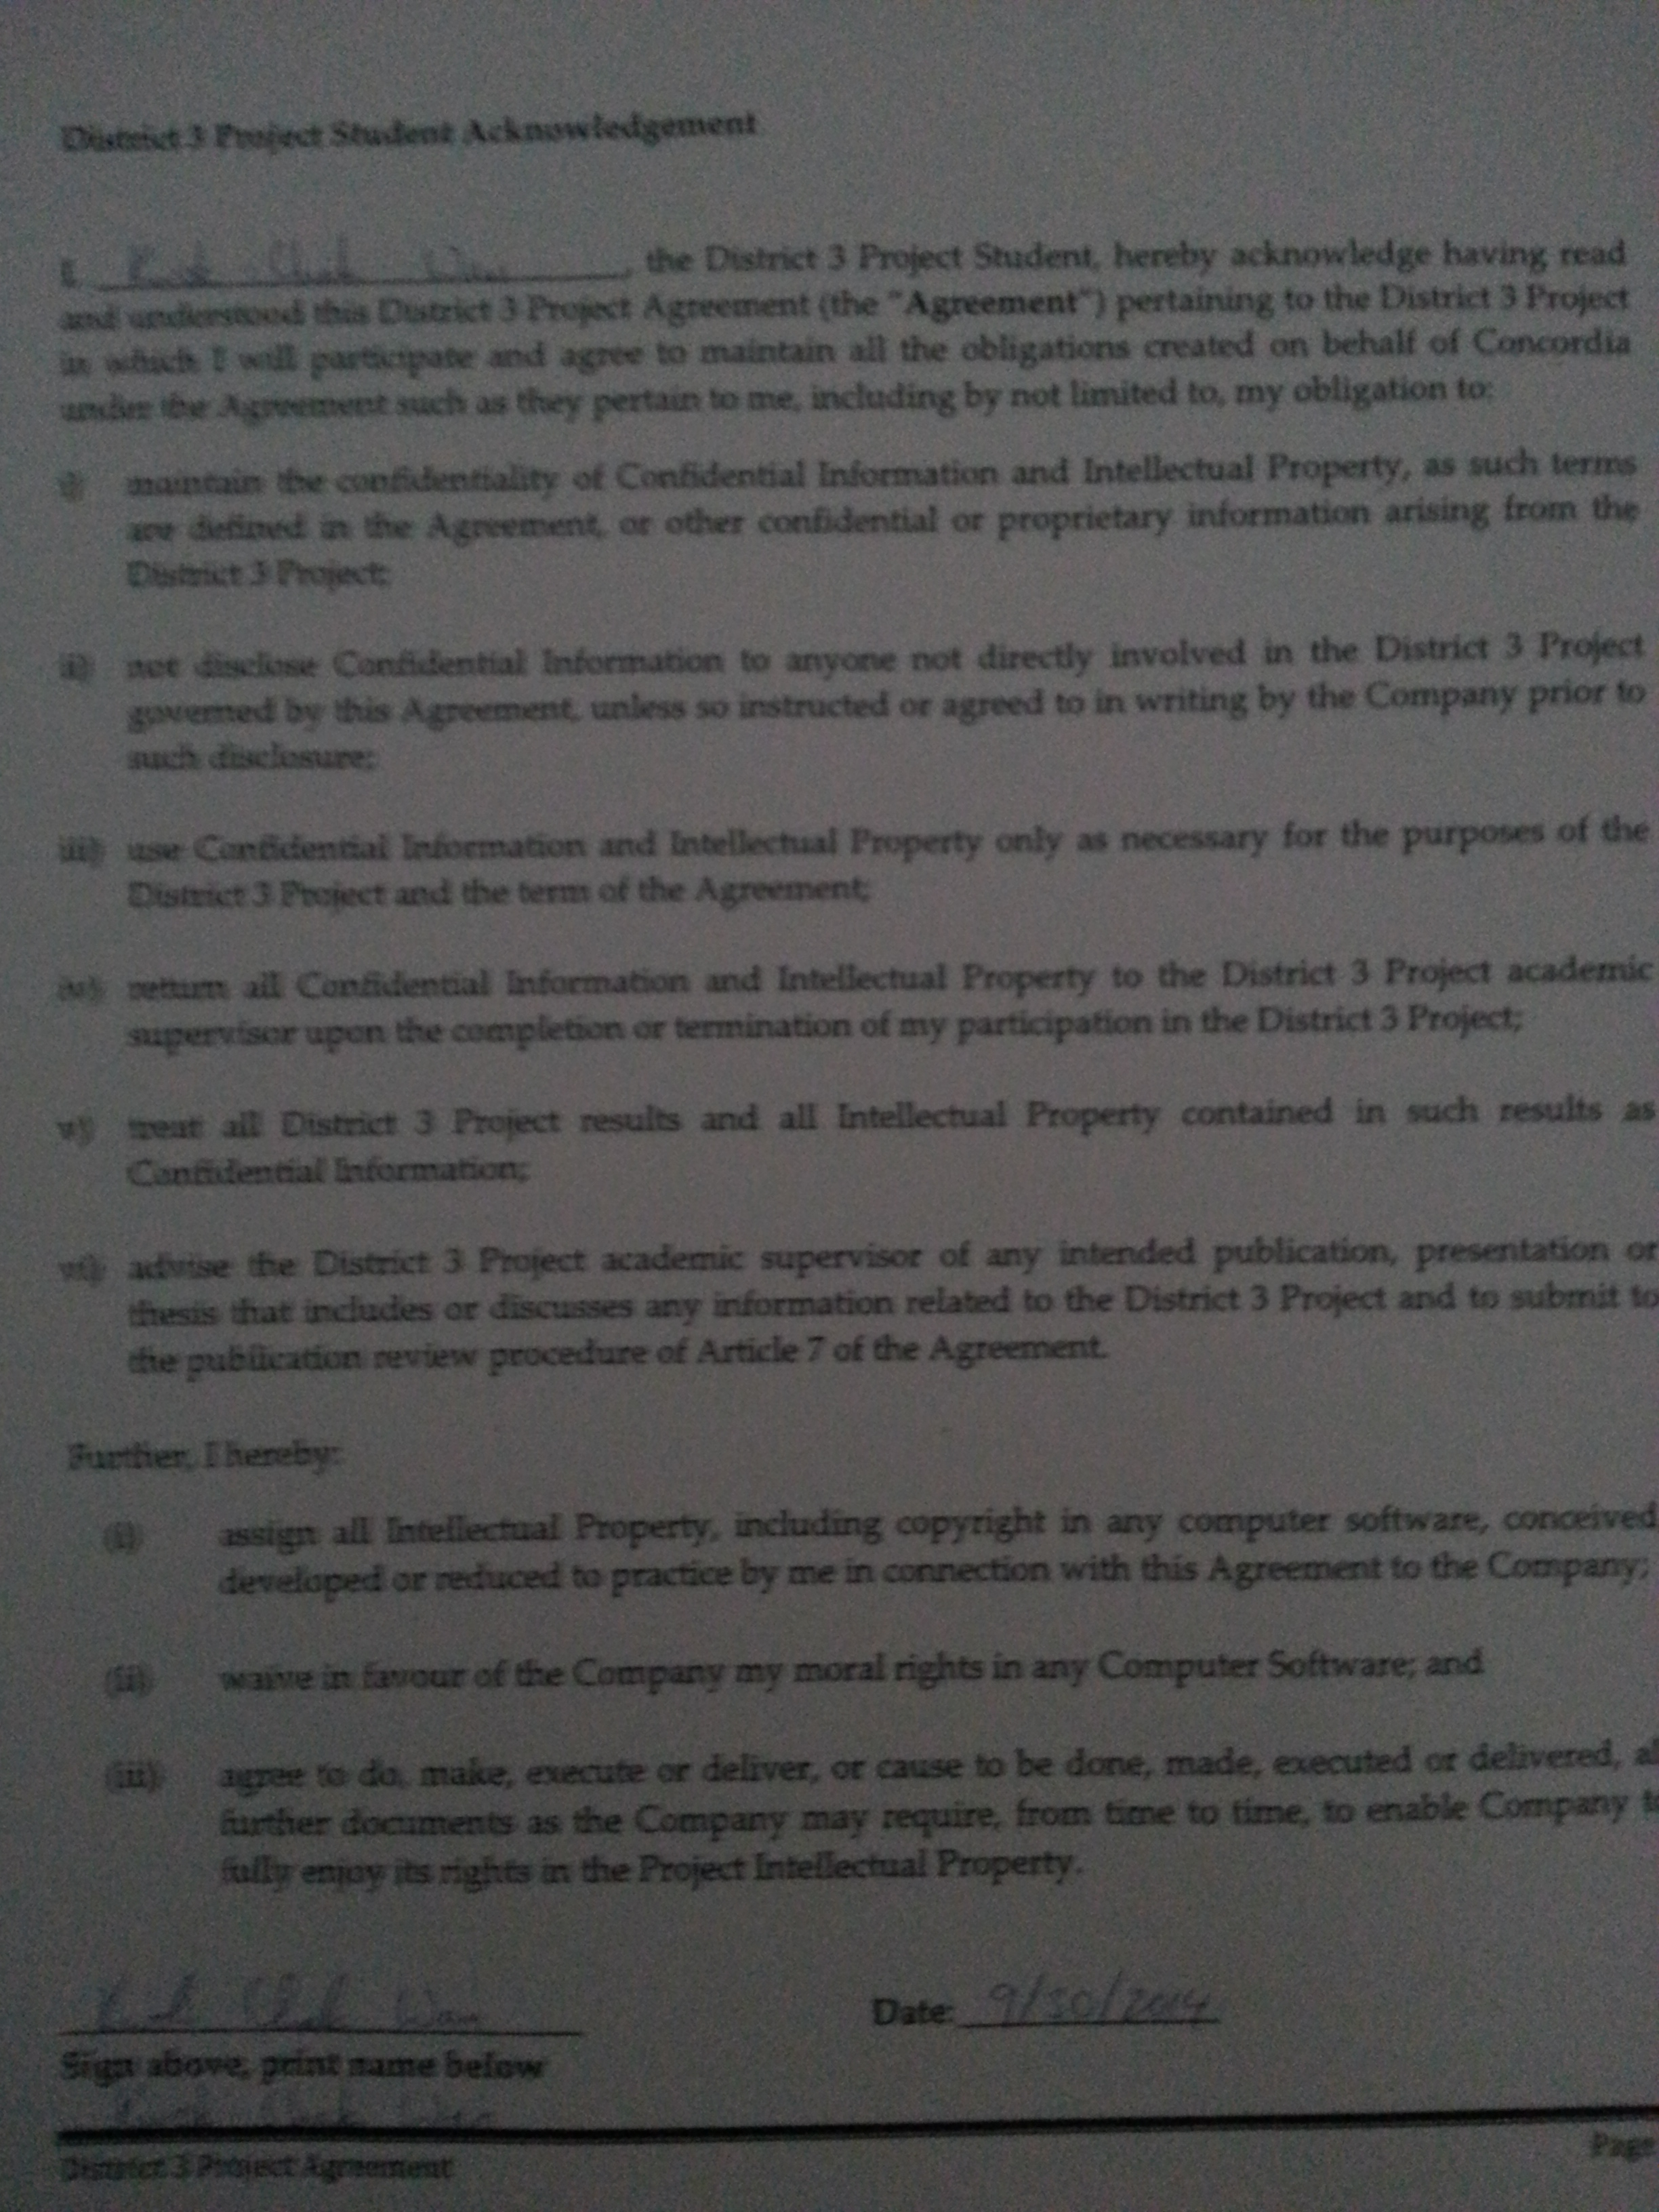 District 3 Project Student Acknowledgement
the District 3 Project Student, hereby acknowledge having read
and understood this District 3 Project Agreement (the "Agreement") pertaining to the District 3 Project
in which I will participate and agree to maintain all the obligations created on behalf of Concordia
under the Agreement such as they pertain to me, including by not limited to, my obligation to:
i) maintain the confidentiality of Confidential Information and Intellectual Property, as such terms
are defined in the Agreement, or other confidential or proprietary information arising from the
District 3 Project;
ii) not disclose Confidential Information to anyone not directly involved in the District 3 Project
governed by this Agreement, unless so instructed or agreed to in writing by the Company prior to
such disclosure;
iii) use Confidential Information and Intellectual Property only as necessary for the purposes of the
District 3 Project and the term of the Agreement;
iv) return all Confidential Information and Intellectual Property to the District 3 Project academic
supervisor upon the completion or termination of my participation in the District 3 Project;
v) treat all District 3 Project results and all Intellectual Property contained in such results as
Confidential Information;
vi) advise the District 3 Project academic supervisor of any intended publication, presentation or
thesis that includes or discusses any information related to the District 3 Project and to submit to
the publication review procedure of Article 7 of the Agreement.
Further, I hereby:
(i) assign all Intellectual Property, including copyright in any computer software, conceived
developed or reduced to practice by me in connection with this Agreement to the Company;
(ii) waive in favour of the Company my moral rights in any Computer Software; and
(iii) agree to do, make, execute or deliver, or cause to be done, made, executed or delivered, al
further documents as the Company may require, from time to time, to enable Company to
fully enjoy its rights in the Project Intellectual Property.
Date: 9/30/2014
Sign above, print name below
District 3 Project Agreement
Page